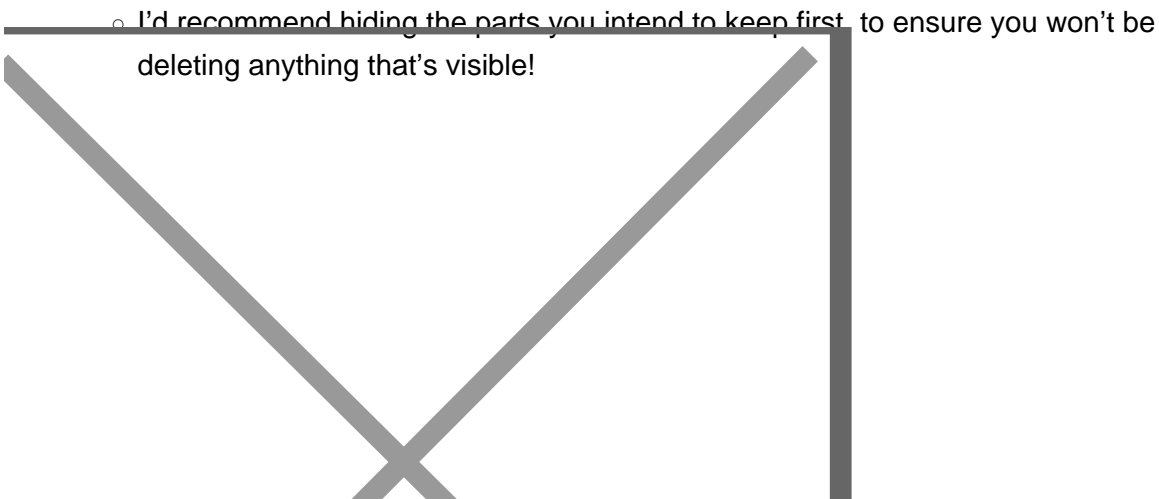 ○ I’d recommend hiding the parts you intend to keep first, to ensure you won’t be
deleting anything that’s visible!